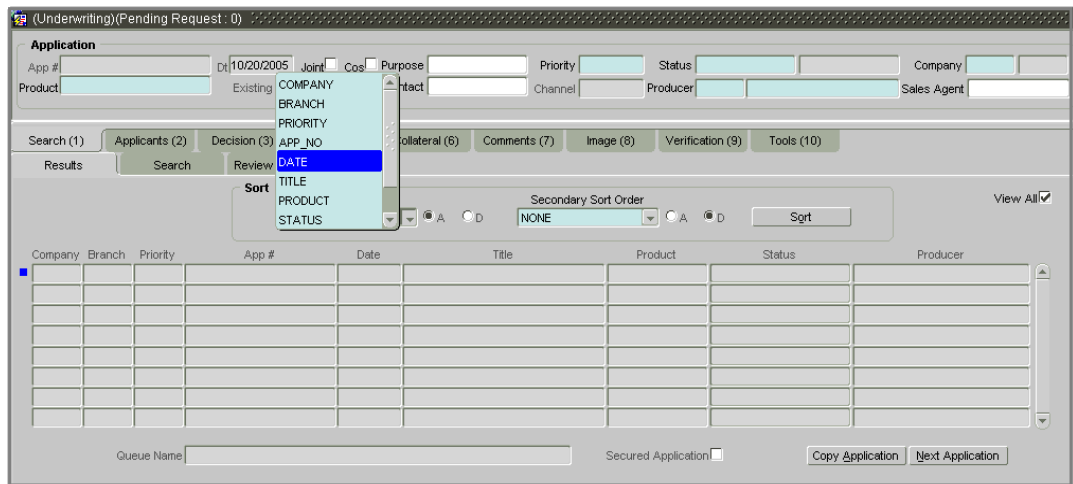 (Underwriting)(Pending Request : 0)
Application
App # Dt 10/20/2005 Joint Cos Purpose Priority Status Company
Product Existing ntact Channel Producer Sales Agent
COMPANY
BRANCH
PRIORITY
APP_NO
DATE
TITLE
PRODUCT
STATUS
Search (1) Applicants (2) Decision (3) ollateral (6) Comments (7) Image (8) Verification (9) Tools (10)
Results Search Review
Sort Secondary Sort Order View All
A D NONE A D Sort
Company Branch Priority App # Date Title Product Status Producer
Queue Name Secured Application Copy Application Next Application